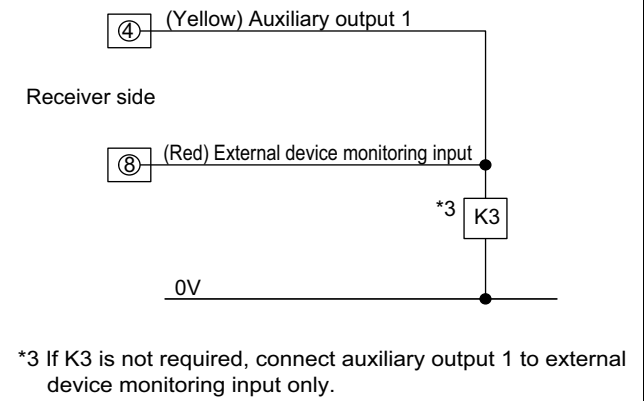 ④ (Yellow) Auxiliary output 1
Receiver side
⑧ (Red) External device monitoring input
*3 K3
0V
*3 If K3 is not required, connect auxiliary output 1 to external
device monitoring input only.